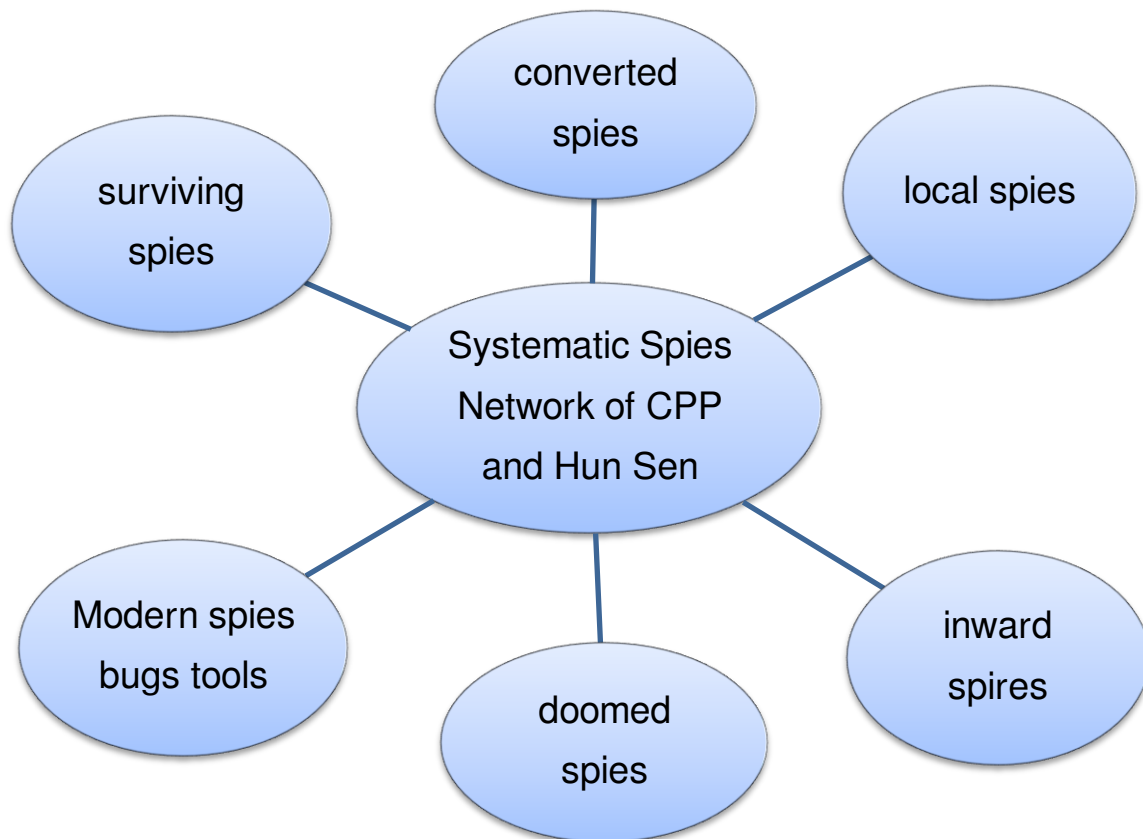 converted
spies
surviving
spies
local spies
Systematic Spies
Network of CPP
and Hun Sen
Modern spies
bugs tools
inward
spires
doomed
spies